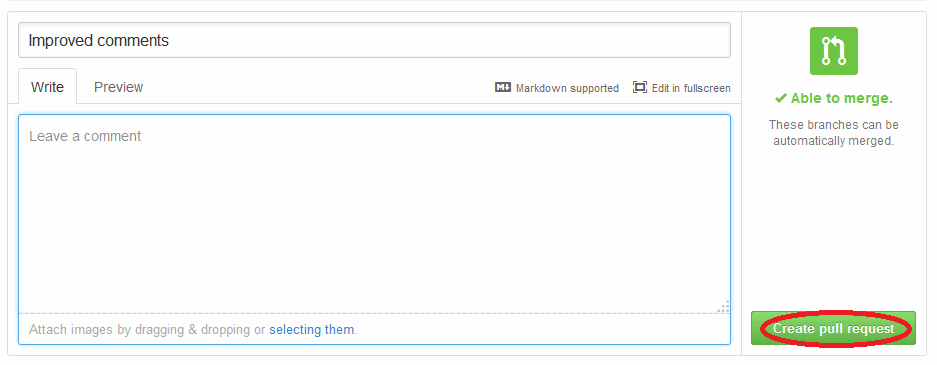 Improved comments
Write Preview Markdown supported Edit in fullscreen
Leave a comment
Attach images by dragging & dropping or selecting them.
Able to merge.
These branches can be
automatically merged.
Create pull request